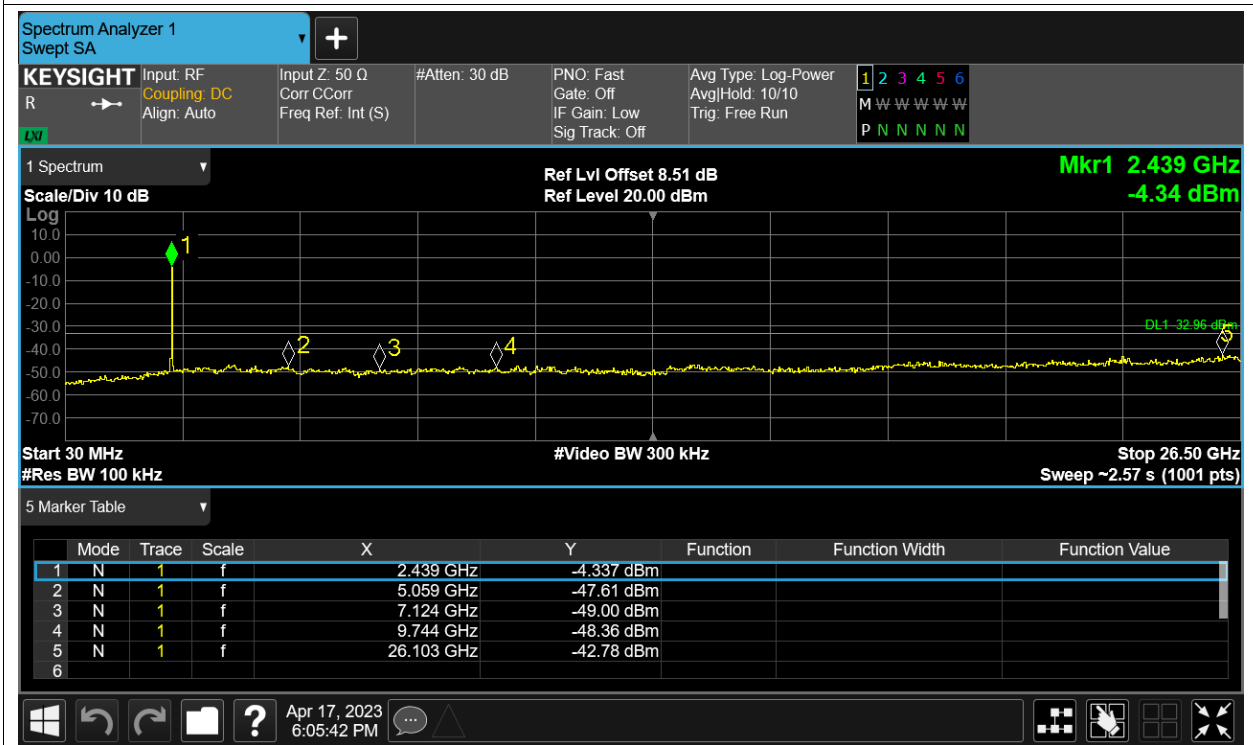 Spectrum Analyzer 1
Swept SA
▼
+
KEYSIGHT Input: RF Input Z: 50 Ω #Atten: 30 dB PNO: Fast Avg Type: Log-Power 1 2 3 4 5 6
R Coupling: DC Corr CCorr Gate: Off Avg|Hold: 10/10 M W W W W W
Align: Auto Freq Ref: Int (S) IF Gain: Low Trig: Free Run
LXI Sig Track: Off P N N N N N
1 Spectrum ▼ Ref Lvl Offset 8.51 dB Mkr1 2.439 GHz
Scale/Div 10 dB Ref Level 20.00 dBm -4.34 dBm
Log
10.0
0.00
-10.0
-20.0
-30.0
-40.0
-50.0
-60.0
-70.0
1
2
3
4
5
DL1 -32.96 dBm
Start 30 MHz #Video BW 300 kHz Stop 26.50 GHz
#Res BW 100 kHz Sweep ~2.57 s (1001 pts)
5 Marker Table ▼
Mode Trace Scale X Y Function Function Width Function Value
1 N 1 f 2.439 GHz -4.337 dBm
2 N 1 f 5.059 GHz -47.61 dBm
3 N 1 f 7.124 GHz -49.00 dBm
4 N 1 f 9.744 GHz -48.36 dBm
5 N 1 f 26.103 GHz -42.78 dBm
6
? Apr 17, 2023
6:05:42 PM